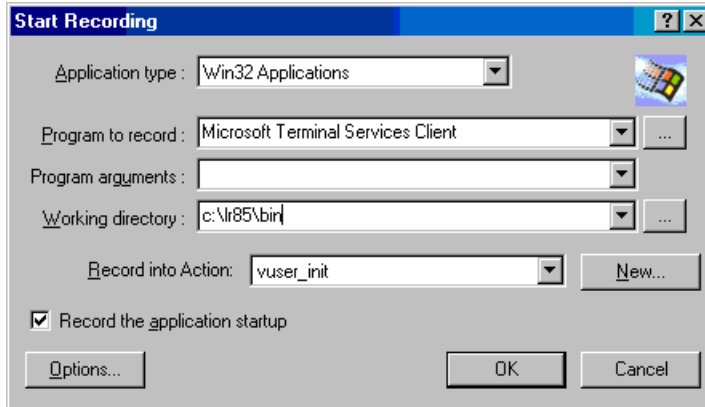 Start Recording
Application type : Win32 Applications
Program to record : Microsoft Terminal Services Client ...
Program arguments :
Working directory : c:\lr85\bin ...
Record into Action: vuser_init New...
Record the application startup
Options... OK Cancel